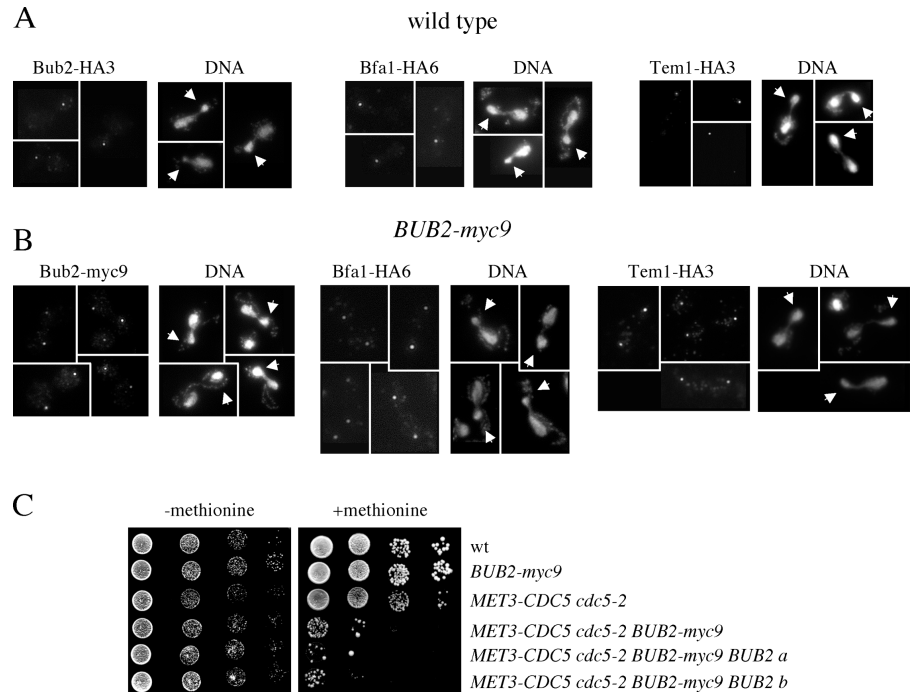 A
wild type
Bub2-HA3 DNA Bfa1-HA6 DNA Tem1-HA3 DNA
B
BUB2-myc9
Bub2-myc9 DNA Bfa1-HA6 DNA Tem1-HA3 DNA
C
-methionine +methionine
wt
BUB2-myc9
MET3-CDC5 cdc5-2
MET3-CDC5 cdc5-2 BUB2-myc9
MET3-CDC5 cdc5-2 BUB2-myc9 BUB2 a
MET3-CDC5 cdc5-2 BUB2-myc9 BUB2 b